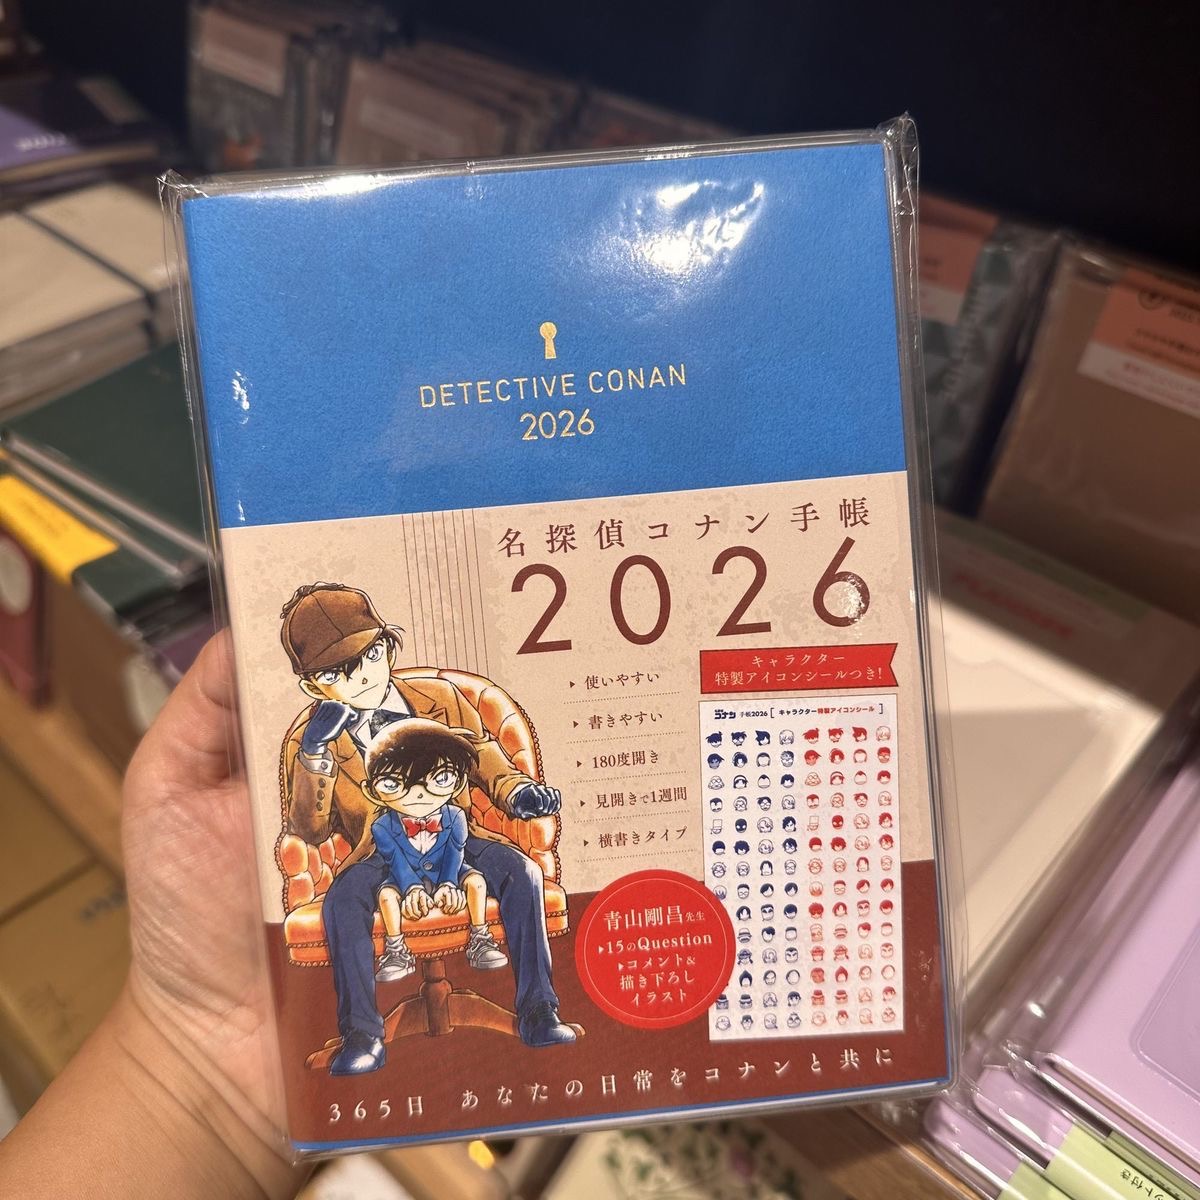 DETECTIVE CONAN
2026
名探偵コナン手帳
2026
キャラクター
特製アイコンシールつき!
▶使いやすい
▶書きやすい
▶180度開き
▶見開きで1週間
▶横書きタイプ
コナン 手帳2026 [キャラクター特製アイコンシール]
青山剛昌先生
▶15のQuestion
▶コメント&
描き下ろし
イラスト
365日 あなたの日常をコナンと共に